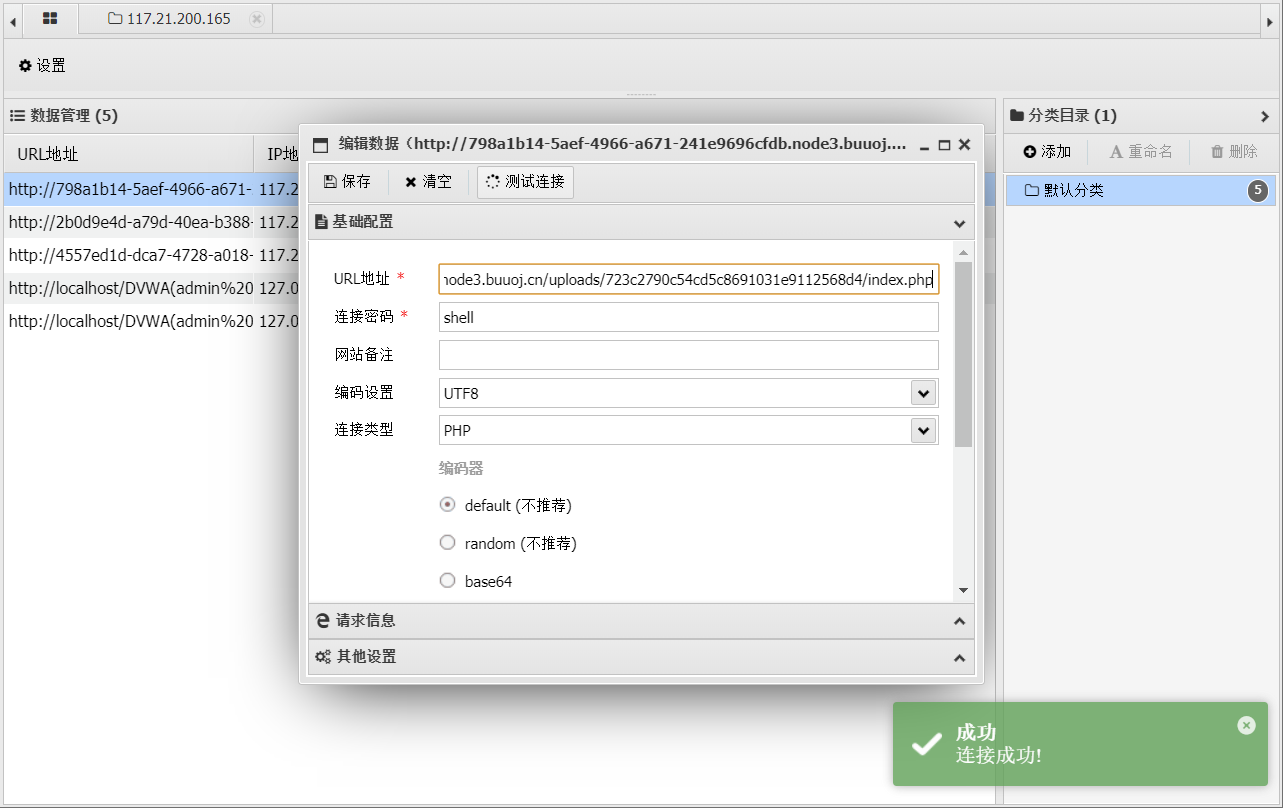 117.21.200.165
设置
数据管理 (5)
URL地址 IP地
http://798a1b14-5aef-4966-a671- 117.2
http://2b0d9e4d-a79d-40ea-b388- 117.2
http://4557ed1d-dca7-4728-a018- 117.2
http://localhost/DVWA(admin%20 127.0
http://localhost/DVWA(admin%20 127.0
编辑数据（http://798a1b14-5aef-4966-a671-241e9696cfdb.node3.buuoj....
保存 清空 测试连接
基础配置
URL地址 *
node3.buuoj.cn/uploads/723c2790c54cd5c8691031e9112568d4/index.php
连接密码 *
shell
网站备注
编码设置
UTF8
连接类型
PHP
编码器
default (不推荐)
random (不推荐)
base64
请求信息
其他设置
分类目录 (1)
添加 重命名 删除
默认分类 5
成功
连接成功!